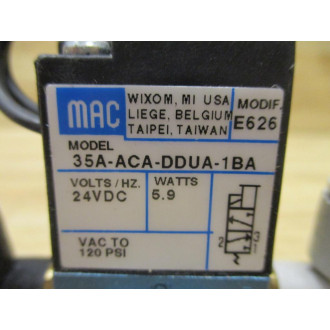 MAC
WIXOM, MI USA
LIEGE, BELGIUM
TAIPEI, TAIWAN
MODIF.
E626
MODEL
35A-ACA-DDUA-1BA
VOLTS/HZ.
24VDC
WATTS
5.9
VAC TO
120 PSI
2
3